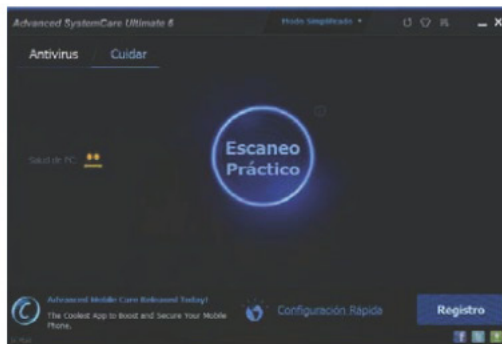 Advanced SystemCare Ultimate 6
Modo Simplificado
Antivirus
Cuidar
Escaneo
Práctico
Salud de PC:
Advanced Mobile Care Released Today!
The Coolest App to Boost and Secure Your Mobile
Phone.
Configuración Rápida
Registro